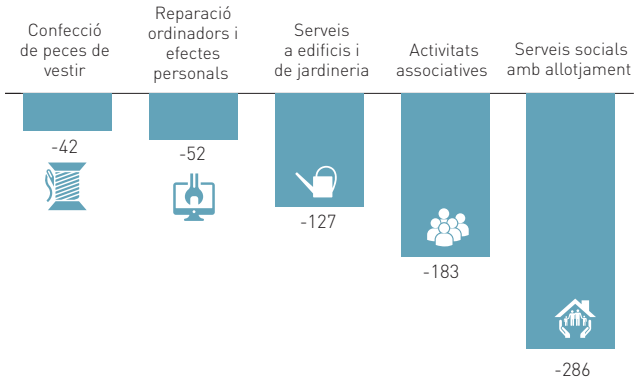 Confecció
de peces de
vestir
Reparació
ordinadors i
efectes
personals
Serveis
a edificis i
de jardineria
Activitats
associatives
Serveis socials
amb allotjament
-42
-52
-127
-183
-286